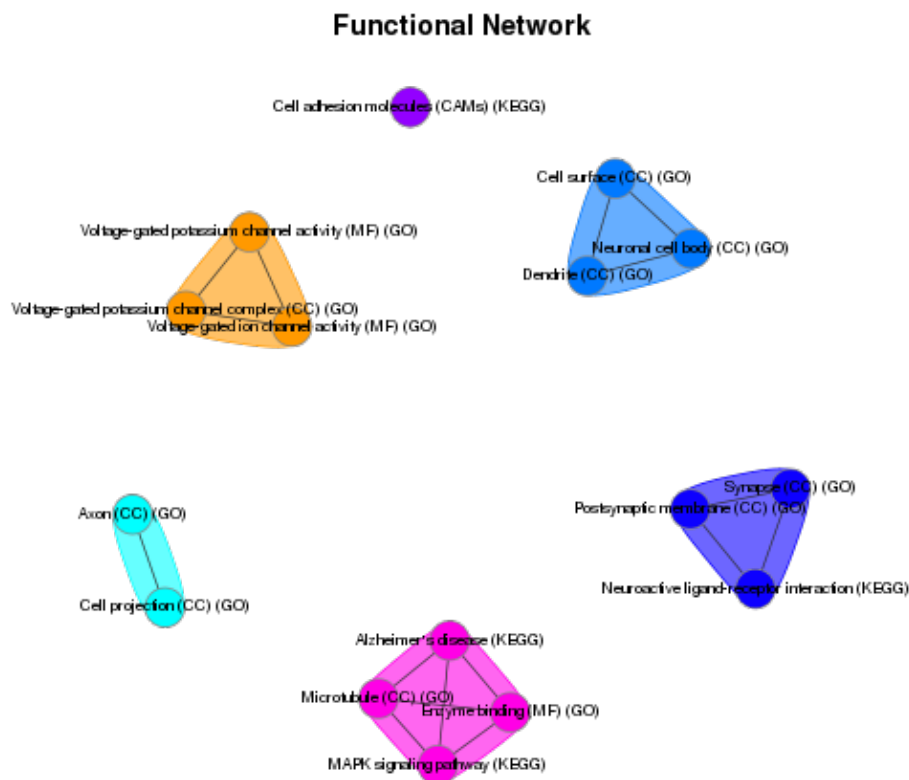 Functional Network
Cell adhesion molecules (CAMs) (KEGG)
Cell surface (CC) (GO)
Voltage-gated potassium channel activity (MF) (GO)
Neuronal cell body (CC) (GO)
Dendrite (CC) (GO)
Voltage-gated potassium channel complex (CC) (GO)
Voltage-gated ion channel activity (MF) (GO)
Synapse (CC) (GO)
Postsynaptic membrane (CC) (GO)
Axon (CC) (GO)
Neuroactive ligand-receptor interaction (KEGG)
Cell projection (CC) (GO)
Alzheimer's disease (KEGG)
Microtubule (CC) (GO)
Enzyme binding (MF) (GO)
MAPK signaling pathway (KEGG)